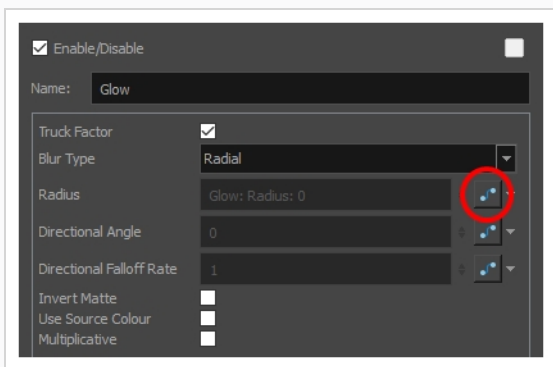 Enable/Disable
Name: Glow
Truck Factor
Blur Type Radial
Radius Glow: Radius: 0
Directional Angle 0
Directional Falloff Rate 1
Invert Matte
Use Source Colour
Multiplicative